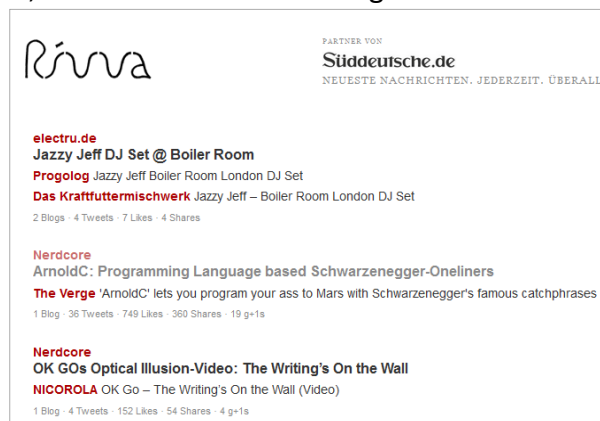 Rivva
PARTNER VON
Süddeutsche.de
NEUESTE NACHRICHTEN. JEDERZEIT. ÜBERALL
electru.de
Jazzy Jeff DJ Set @ Boiler Room
Progolog Jazzy Jeff Boiler Room London DJ Set
Das Kraftfuttermischwerk Jazzy Jeff – Boiler Room London DJ Set
2 Blogs · 4 Tweets · 7 Likes · 4 Shares
Nerdcore
ArnoldC: Programming Language based Schwarzenegger-Oneliners
The Verge 'ArnoldC' lets you program your ass to Mars with Schwarzenegger's famous catchphrases
1 Blog · 36 Tweets · 749 Likes · 360 Shares · 19 g+1s
Nerdcore
OK GOs Optical Illusion-Video: The Writing's On the Wall
NICOROLA OK Go – The Writing's On the Wall (Video)
1 Blog · 4 Tweets · 152 Likes · 54 Shares · 4 g+1s